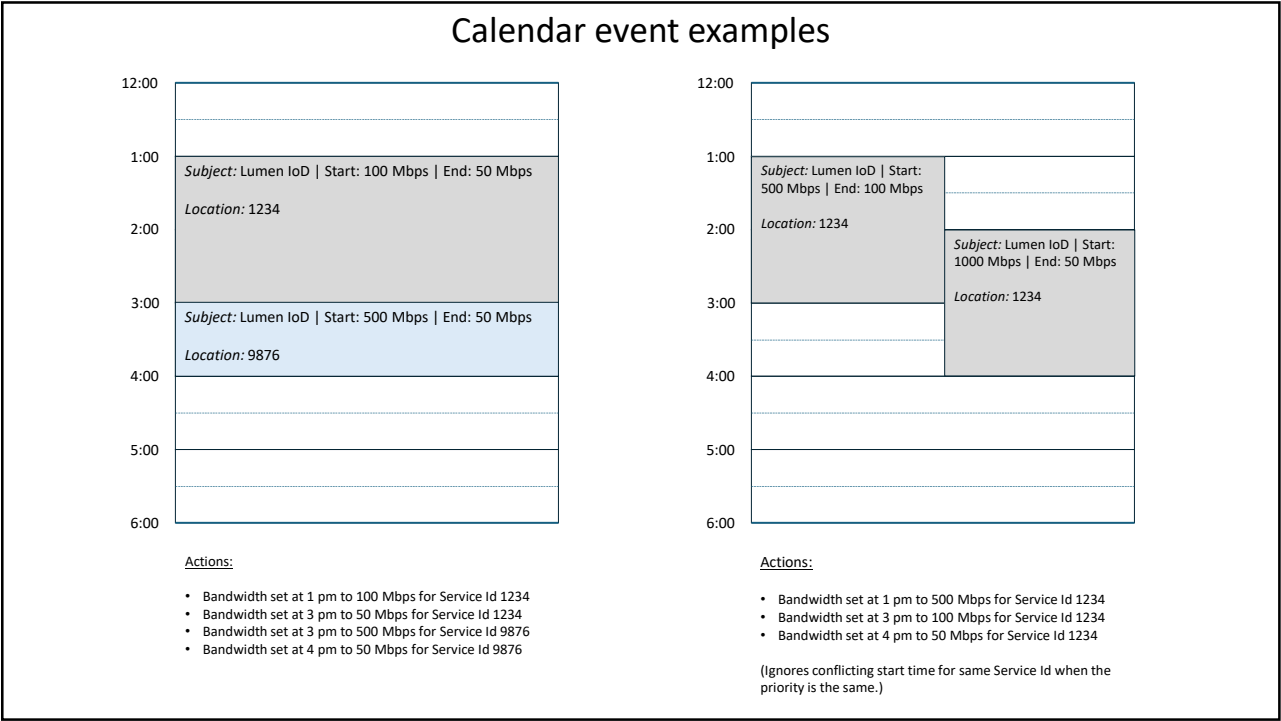 Calendar event examples
12:00
1:00
Subject: Lumen IoD | Start: 100 Mbps | End: 50 Mbps
Location: 1234
2:00
3:00
Subject: Lumen IoD | Start: 500 Mbps | End: 50 Mbps
Location: 9876
4:00
5:00
6:00
Actions:
• Bandwidth set at 1 pm to 100 Mbps for Service Id 1234
• Bandwidth set at 3 pm to 50 Mbps for Service Id 1234
• Bandwidth set at 3 pm to 500 Mbps for Service Id 9876
• Bandwidth set at 4 pm to 50 Mbps for Service Id 9876
12:00
1:00
Subject: Lumen IoD | Start:
500 Mbps | End: 100 Mbps
Location: 1234
2:00
Subject: Lumen IoD | Start:
1000 Mbps | End: 50 Mbps
Location: 1234
3:00
4:00
5:00
6:00
Actions:
• Bandwidth set at 1 pm to 500 Mbps for Service Id 1234
• Bandwidth set at 3 pm to 100 Mbps for Service Id 1234
• Bandwidth set at 4 pm to 50 Mbps for Service Id 1234
(Ignores conflicting start time for same Service Id when the
priority is the same.)